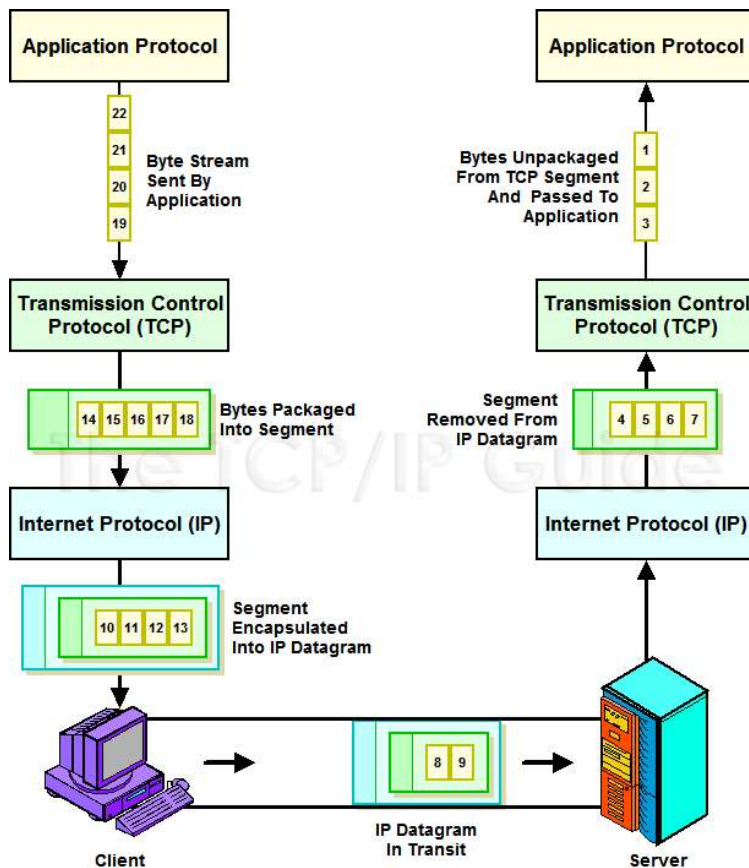 Application Protocol
22
21
20
19
Byte Stream
Sent By
Application
Transmission Control
Protocol (TCP)
14 15 16 17 18
Bytes Packaged
Into Segment
Internet Protocol (IP)
10 11 12 13
Segment
Encapsulated
Into IP Datagram
Client
8 9
IP Datagram
In Transit
Server
Internet Protocol (IP)
Segment
Removed From
IP Datagram
4 5 6 7
Transmission Control
Protocol (TCP)
Bytes Unpackaged
From TCP Segment
And Passed To
Application
1
2
3
Application Protocol
The TCP/IP Guide